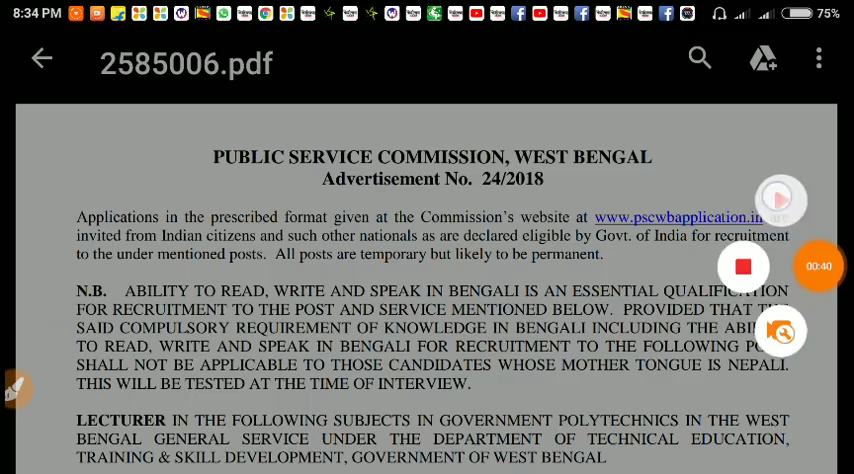 8:34 PM
75%
2585006.pdf
PUBLIC SERVICE COMMISSION, WEST BENGAL
Advertisement No. 24/2018
Applications in the prescribed format given at the Commission's website at www.pscwbapplication.in are
invited from Indian citizens and such other nationals as are declared eligible by Govt. of India for recruitment
to the under mentioned posts. All posts are temporary but likely to be permanent.
00:40
N.B. ABILITY TO READ, WRITE AND SPEAK IN BENGALI IS AN ESSENTIAL QUALIFICATION
FOR RECRUITMENT TO THE POST AND SERVICE MENTIONED BELOW. PROVIDED THAT THE
SAID COMPULSORY REQUIREMENT OF KNOWLEDGE IN BENGALI INCLUDING THE
TO READ, WRITE AND SPEAK IN BENGALI FOR RECRUITMENT TO THE FOLLOWING
SHALL NOT BE APPLICABLE TO THOSE CANDIDATES WHOSE MOTHER TONGUE IS NEPALI.
THIS WILL BE TESTED AT THE TIME OF INTERVIEW.
LECTURER IN THE FOLLOWING SUBJECTS IN GOVERNMENT POLYTECHNICS IN THE WEST
BENGAL GENERAL SERVICE UNDER THE DEPARTMENT OF TECHNICAL EDUCATION,
TRAINING & SKILL DEVELOPMENT, GOVERNMENT OF WEST BENGAL